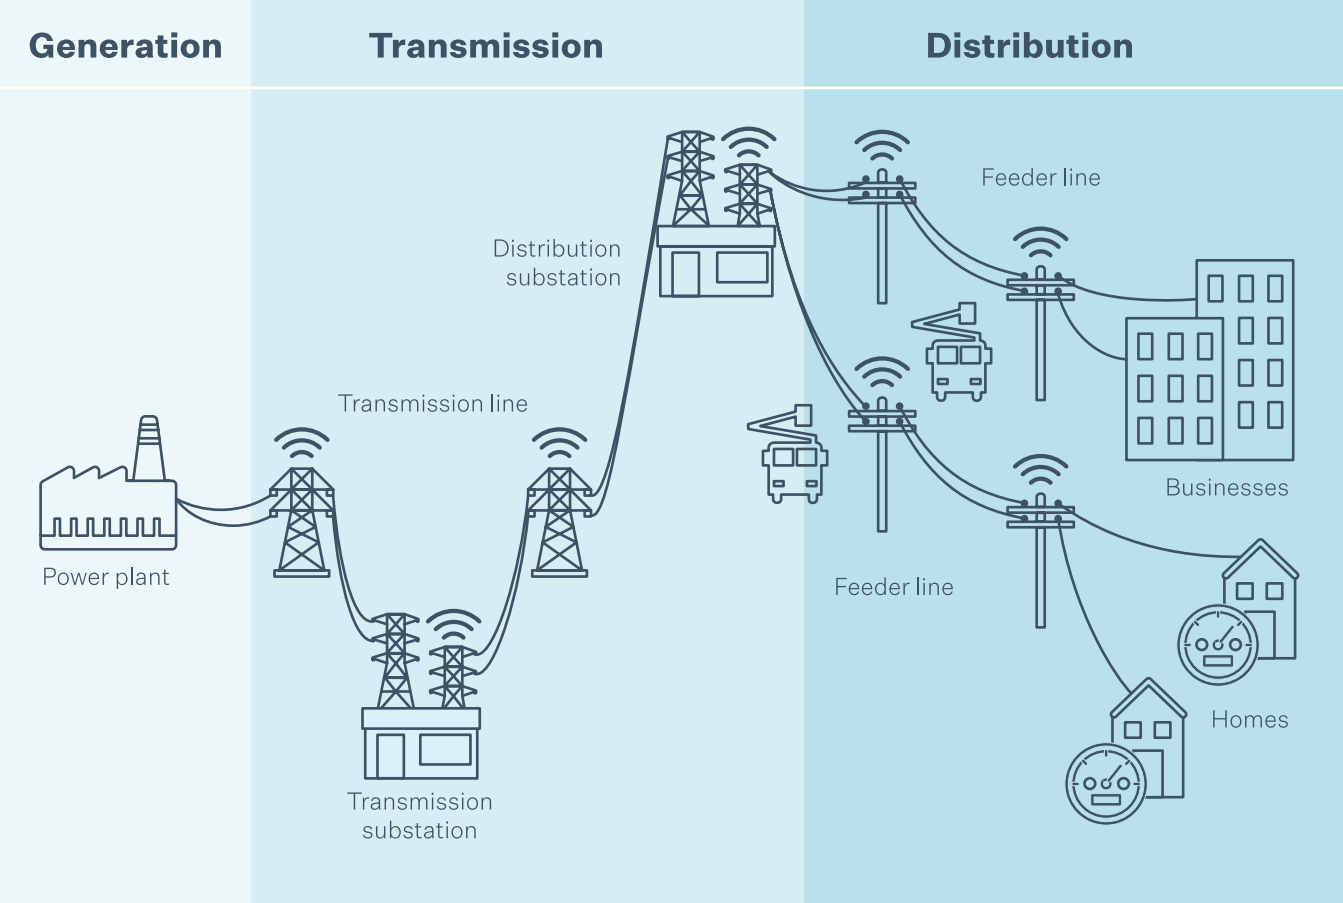 Generation
Transmission
Distribution
Feeder line
Distribution
substation
Transmission line
Businesses
Power plant
Feeder line
Homes
Transmission
substation